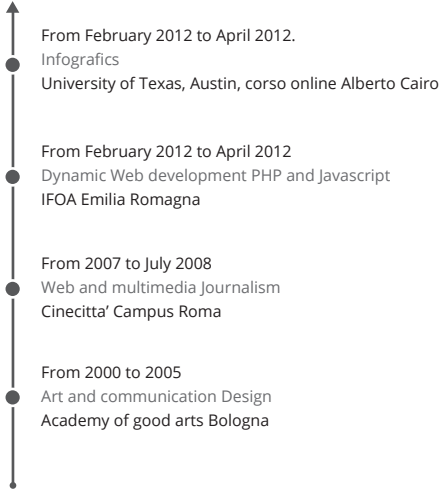 From February 2012 to April 2012.
Infografics
University of Texas, Austin, corso online Alberto Cairo
From February 2012 to April 2012
Dynamic Web development PHP and Javascript
IFOA Emilia Romagna
From 2007 to July 2008
Web and multimedia Journalism
Cinecitta’ Campus Roma
From 2000 to 2005
Art and communication Design
Academy of good arts Bologna